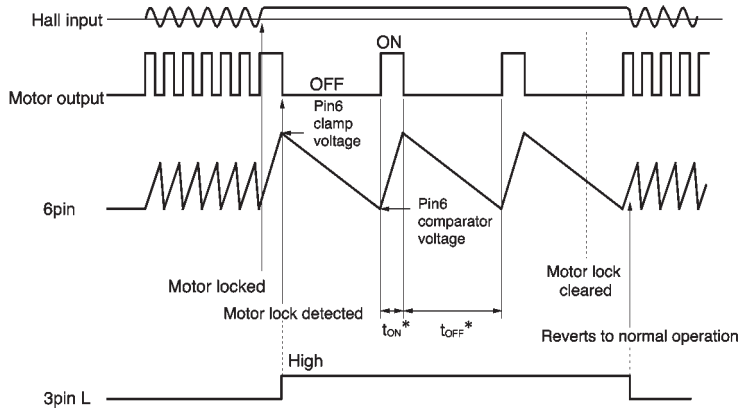 Hall input
ON
Motor output
OFF
Pin6
clamp
voltage
6pin
Pin6
comparator
voltage
Motor locked
Motor lock
cleared
Motor lock detected
tON*
tOFF*
Reverts to normal operation
High
3pin L